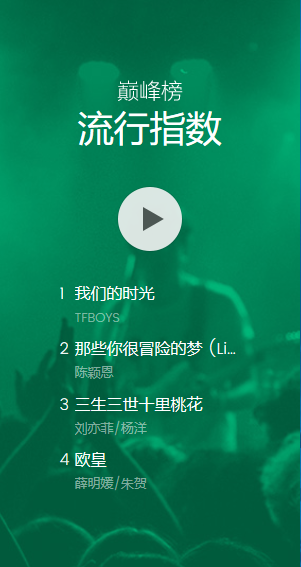 巅峰榜
流行指数
1 我们的时光
TFBOYS
2 那些你很冒险的梦 (Li...
陈颖恩
3 三生三世十里桃花
刘亦菲/杨洋
4 欧皇
薛明媛/朱贺